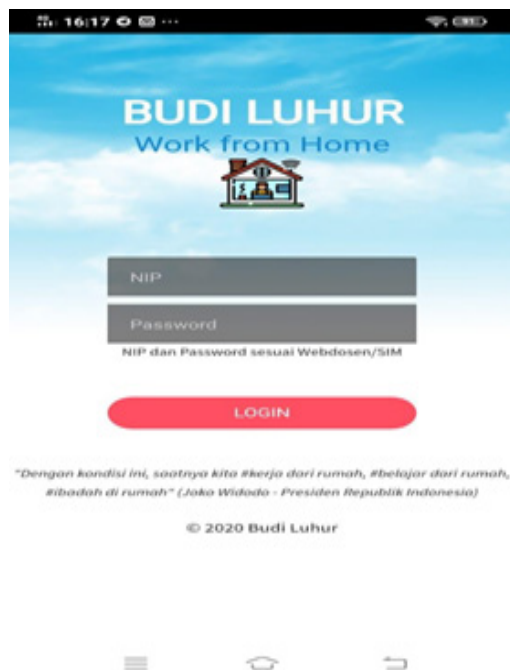 16:17
BUDI LUHUR
Work from Home
NIP
Password
NIP dan Password sesuai Webdosen/SIM
LOGIN
"Dengan kondisi ini, saatnya kita #kerja dari rumah, #belajar dari rumah,
#ibadah di rumah" (Joko Widodo - Presiden Republik Indonesia)
© 2020 Budi Luhur